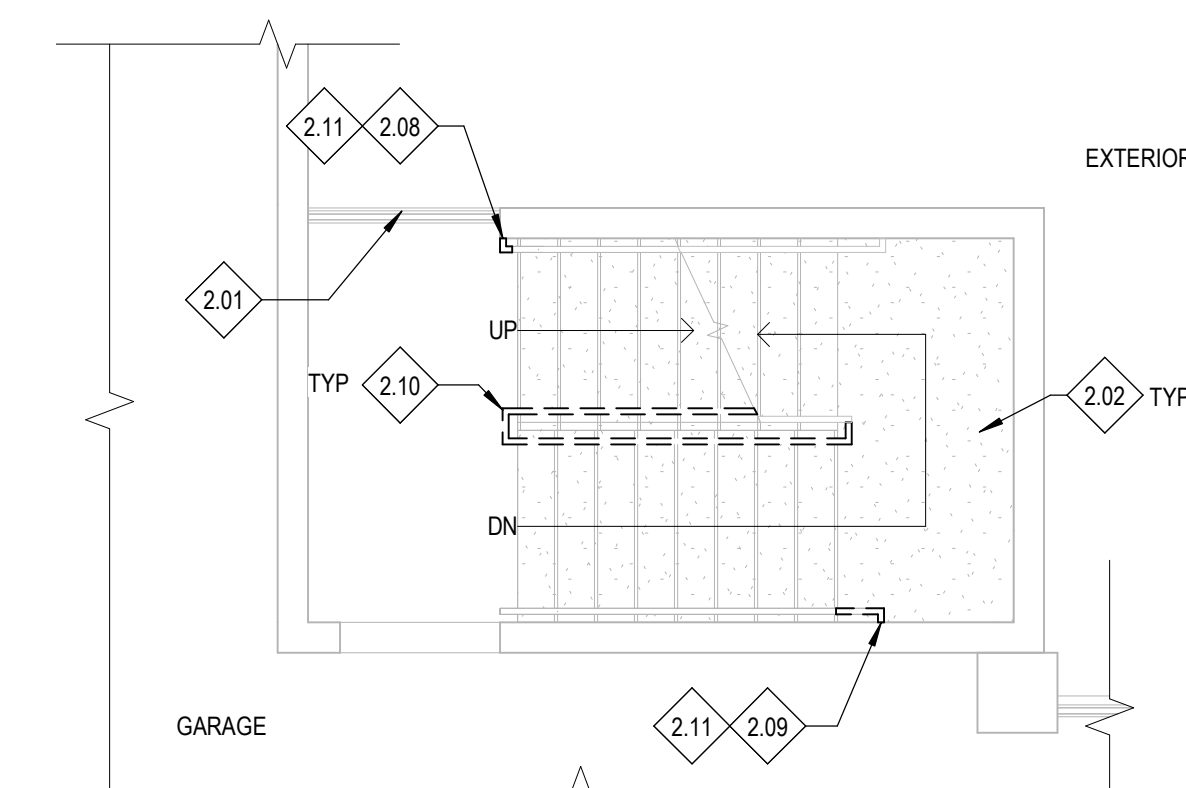 2.11 2.08
EXTERIOR
2.01
UP
TYP 2.10
2.02 TYP
DN
2.11 2.09
GARAGE